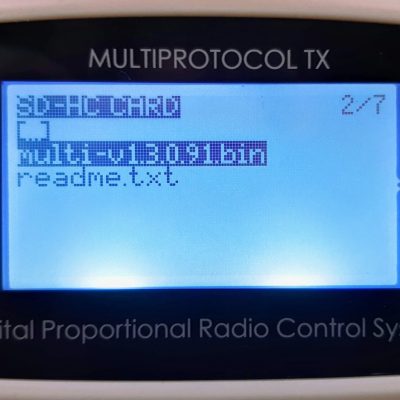 MULTIPROTOCOL TX
SD-HC CARD 2/7
[..]
multi-v1.3.0.91.bin
readme.txt
ital Proportional Radio Control Sys